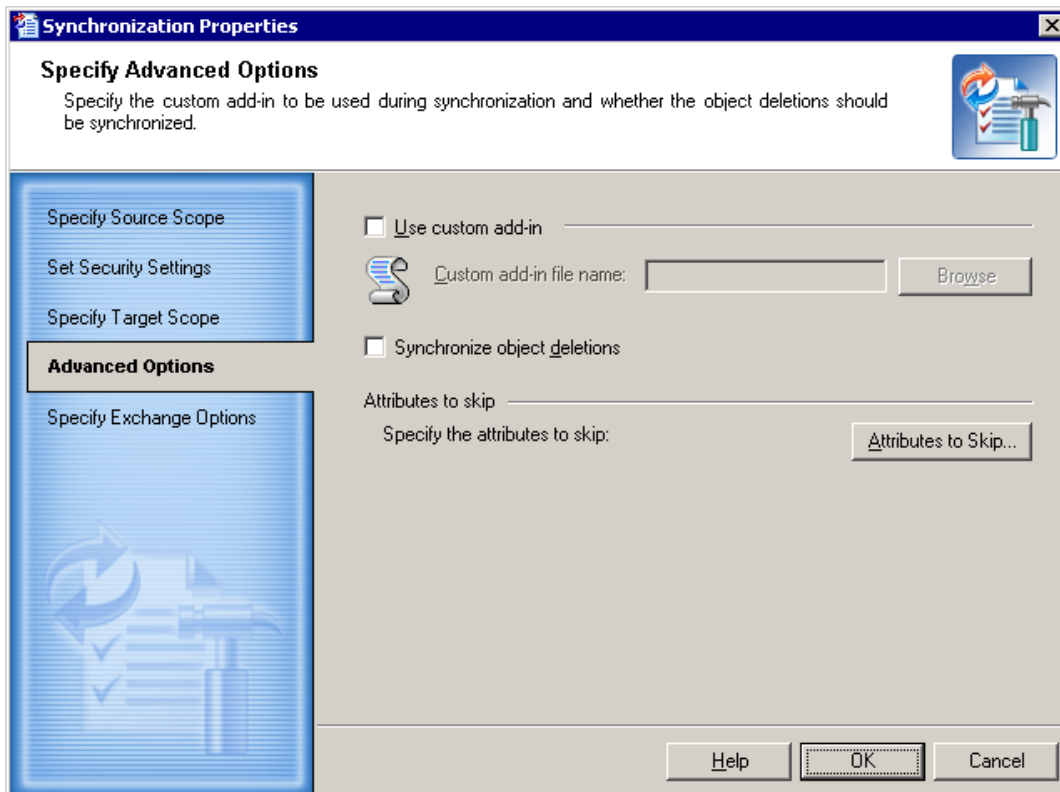 Synchronization Properties
Specify Advanced Options
Specify the custom add-in to be used during synchronization and whether the object deletions should
be synchronized.
Specify Source Scope
Set Security Settings
Specify Target Scope
Advanced Options
Specify Exchange Options
Use custom add-in
Custom add-in file name:
Browse
Synchronize object deletions
Attributes to skip
Specify the attributes to skip:
Attributes to Skip...
Help
OK
Cancel